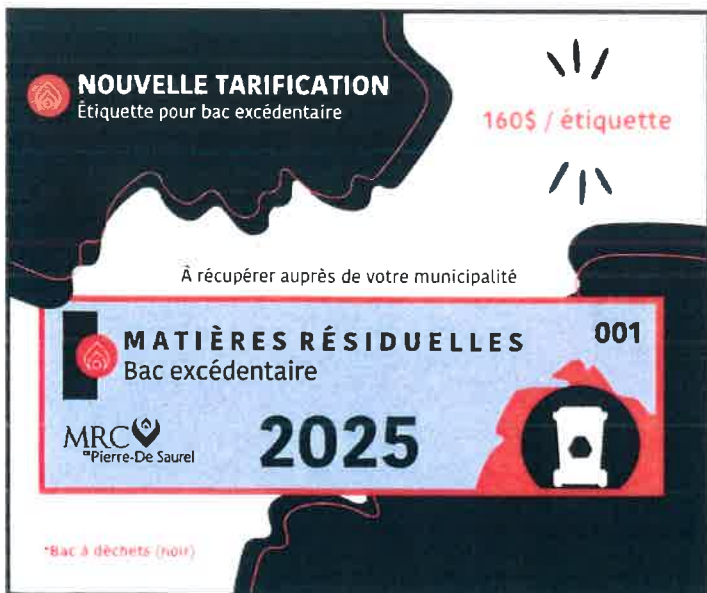 NOUVELLE TARIFICATION
Étiquette pour bac excédentaire
160$ / étiquette
À récupérer auprès de votre municipalité
MATIÈRES RÉSIDUELLES
001
Bac excédentaire
MRC
Pierre-De Saurel
2025
*Bac à déchets (noir)